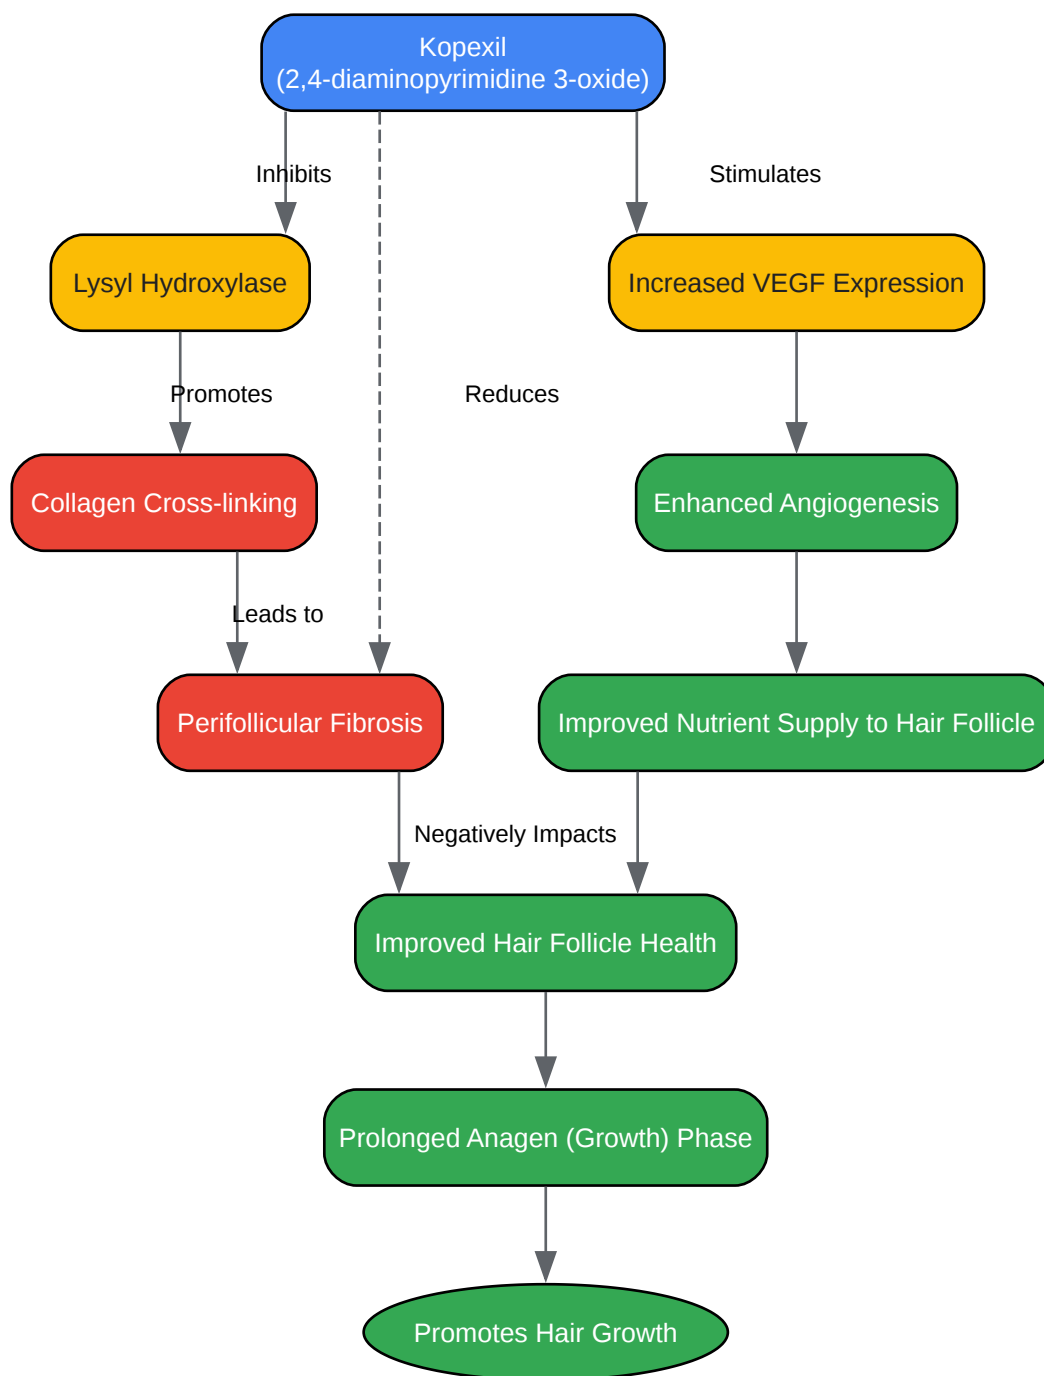 Kopexil
(2,4-diaminopyrimidine 3-oxide)
Inhibits
Stimulates
Lysyl Hydroxylase
Increased VEGF Expression
Promotes
Reduces
Collagen Cross-linking
Enhanced Angiogenesis
Leads to
Perifollicular Fibrosis
Improved Nutrient Supply to Hair Follicle
Negatively Impacts
Improved Hair Follicle Health
Prolonged Anagen (Growth) Phase
Promotes Hair Growth